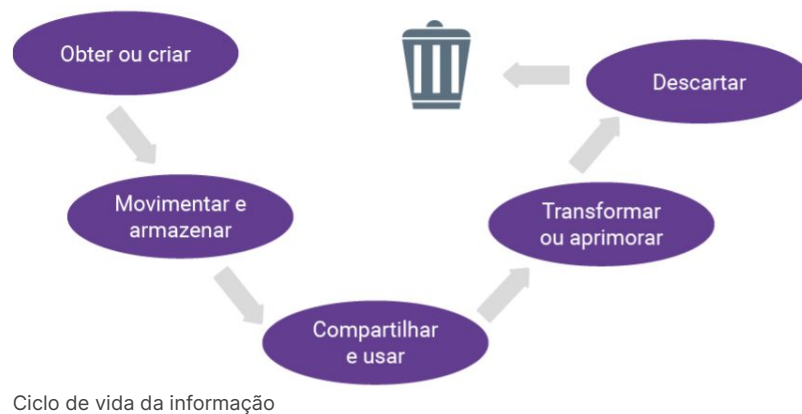 Obter ou criar
Movimentar e
armazenar
Compartilhar
e usar
Transformar
ou aprimorar
Descartar
Ciclo de vida da informação